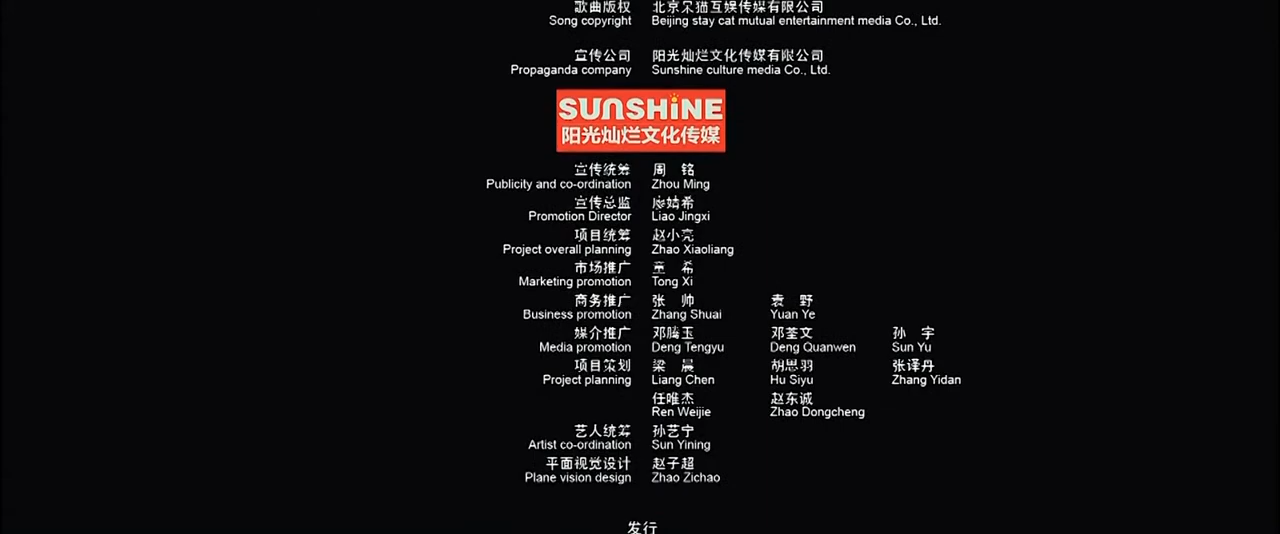 歌曲版权 北京呆猫互娱传媒有限公司
Song copyright Beijing stay cat mutual entertainment media Co., Ltd.
宣传公司 阳光灿烂文化传媒有限公司
Propaganda company Sunshine culture media Co., Ltd.
SUNSHiNE
阳光灿烂文化传媒
宣传统筹 周 铭
Publicity and co-ordination Zhou Ming
宣传总监 廖婧希
Promotion Director Liao Jingxi
项目统筹 赵小亮
Project overall planning Zhao Xiaoliang
市场推广 童 希
Marketing promotion Tong Xi
商务推广 张 帅 袁 野
Business promotion Zhang Shuai Yuan Ye
媒介推广 邓腾玉 邓荃文 孙 宇
Media promotion Deng Tengyu Deng Quanwen Sun Yu
项目策划 梁 晨 胡思羽 张译丹
Project planning Liang Chen Hu Siyu Zhang Yidan
任唯杰 赵东诚
Ren Weijie Zhao Dongcheng
艺人统筹 孙艺宁
Artist co-ordination Sun Yining
平面视觉设计 赵子超
Plane vision design Zhao Zichao
发行